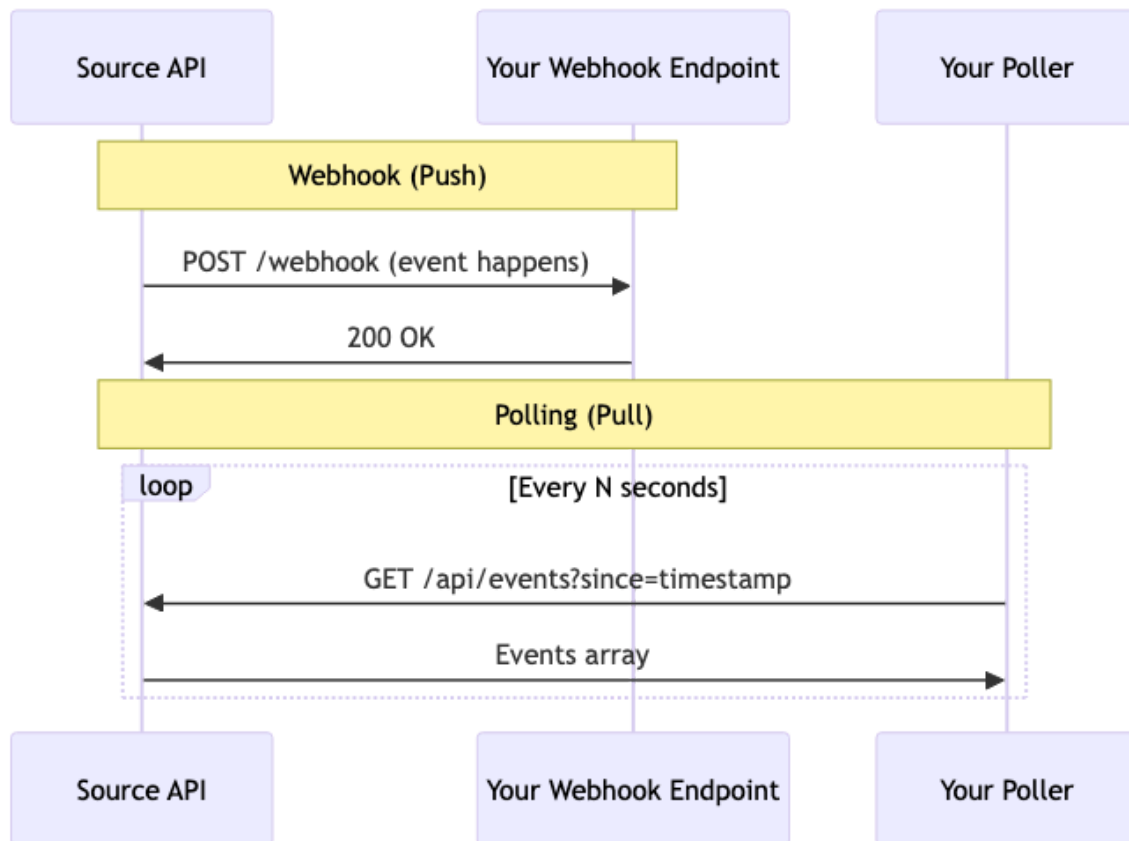 Source API
Your Webhook Endpoint
Your Poller
Webhook (Push)
POST /webhook (event happens)
200 OK
Polling (Pull)
loop
[Every N seconds]
GET /api/events?since=timestamp
Events array
Source API
Your Webhook Endpoint
Your Poller